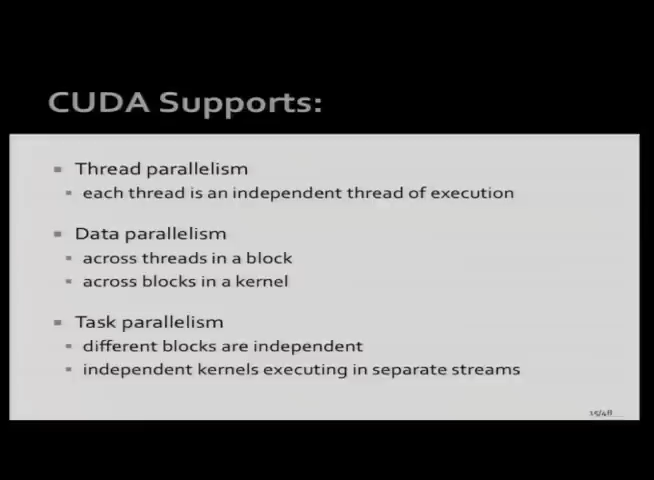 CUDA Supports:
Thread parallelism
each thread is an independent thread of execution
Data parallelism
across threads in a block
across blocks in a kernel
Task parallelism
different blocks are independent
independent kernels executing in separate streams